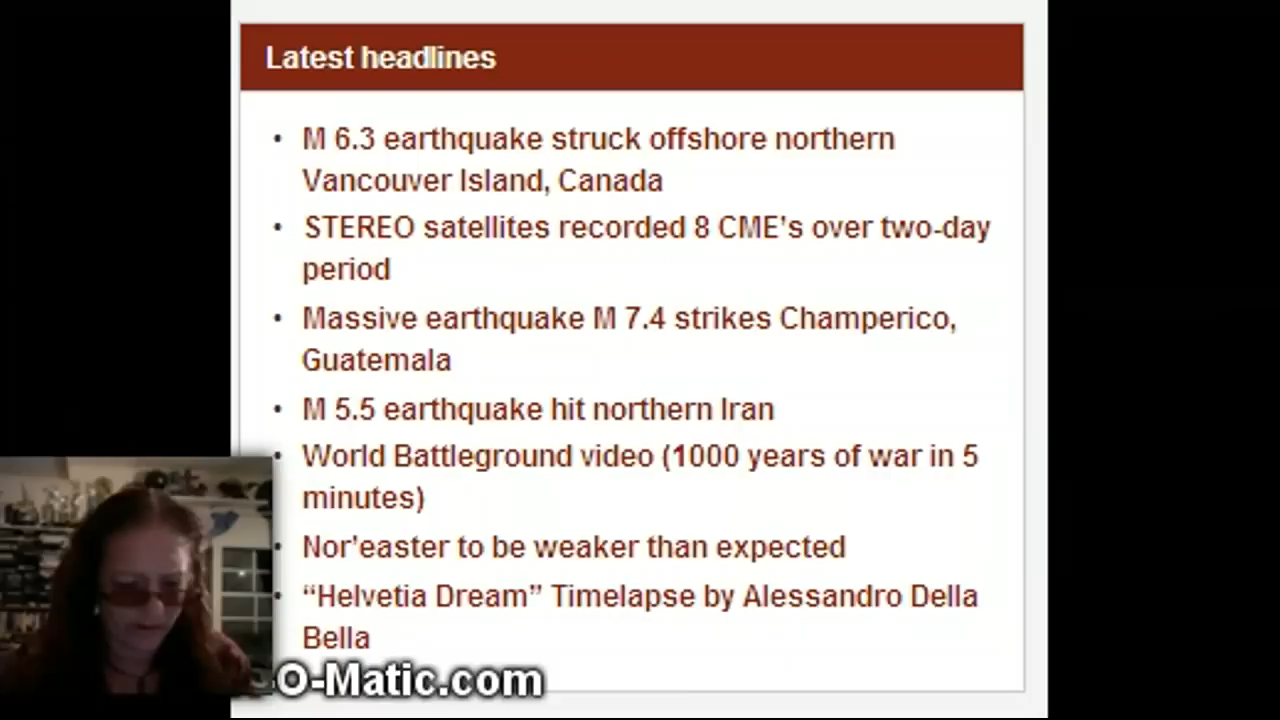 Latest headlines
• M 6.3 earthquake struck offshore northern
Vancouver Island, Canada
• STEREO satellites recorded 8 CME's over two-day
period
• Massive earthquake M 7.4 strikes Champerico,
Guatemala
• M 5.5 earthquake hit northern Iran
• World Battleground video (1000 years of war in 5
minutes)
• Nor'easter to be weaker than expected
• “Helvetia Dream” Timelapse by Alessandro Della
Bella
O-Matic.com